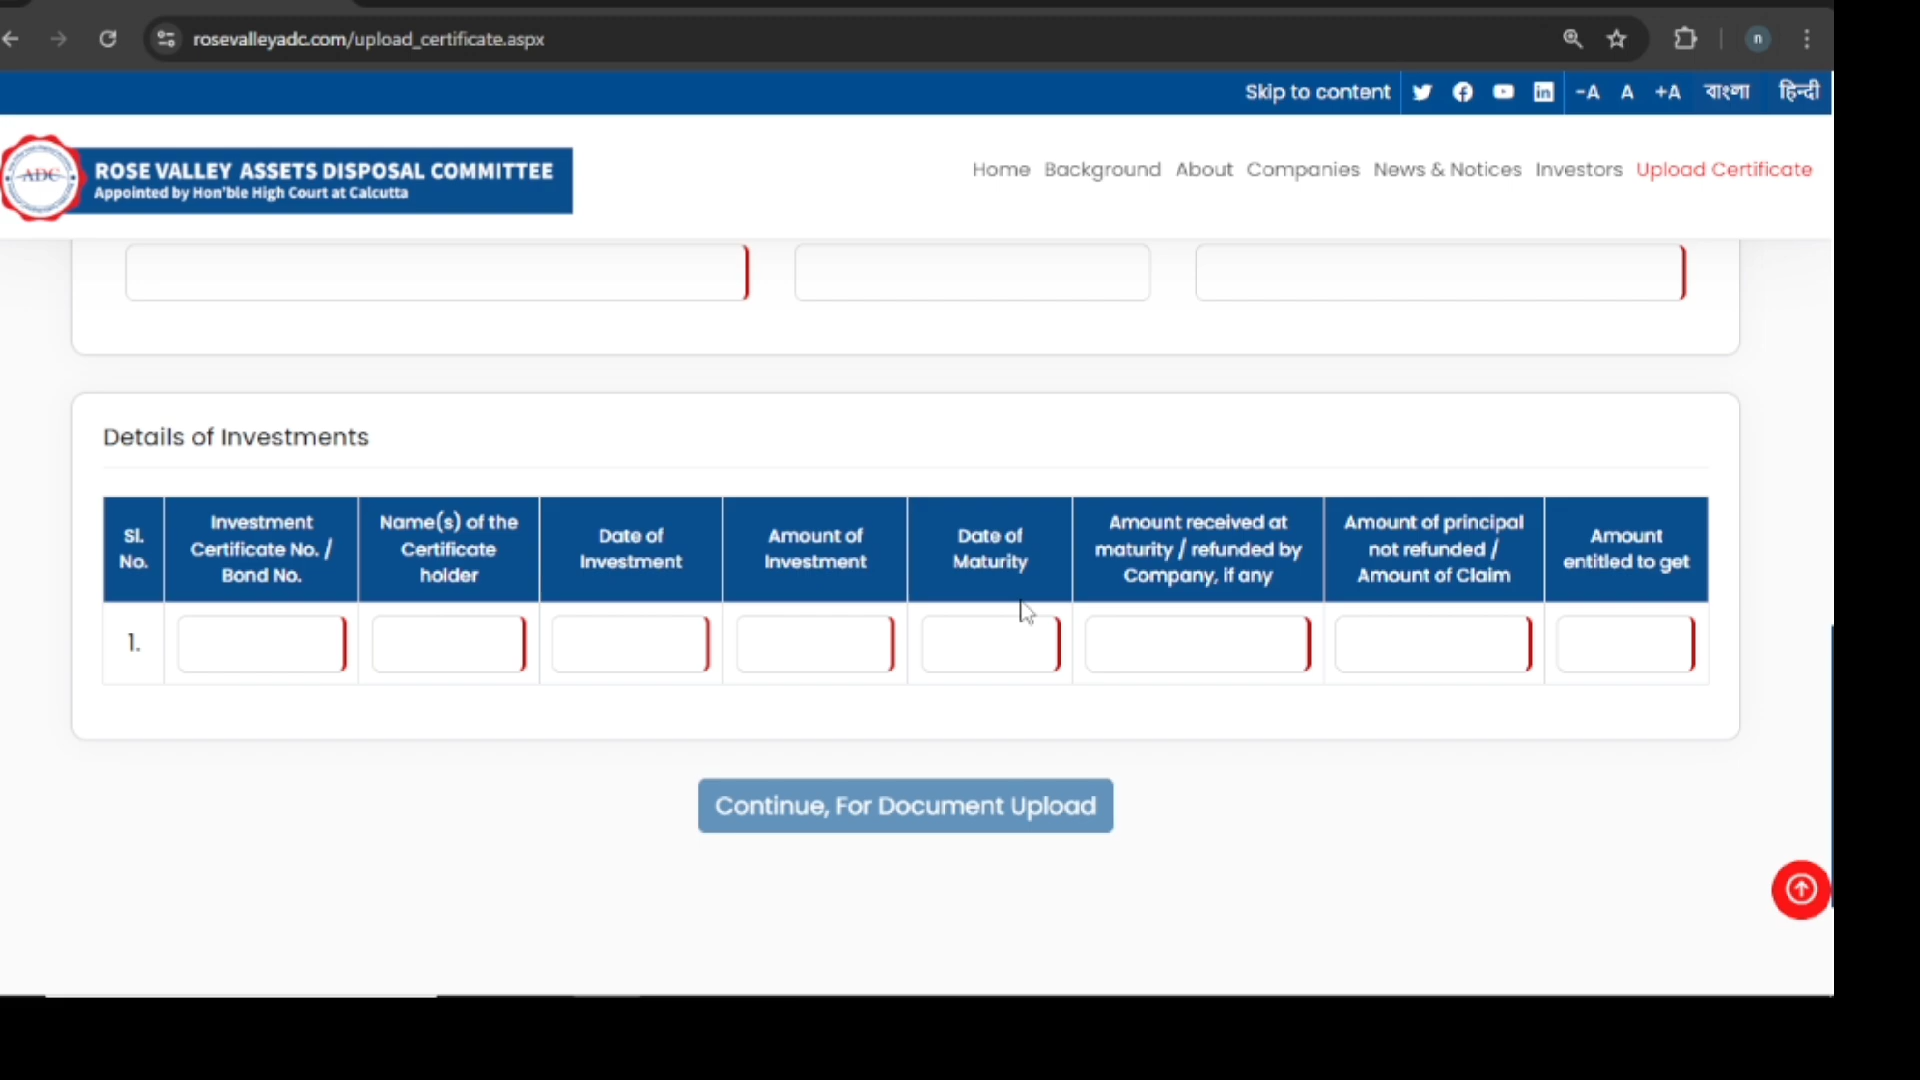 rosevalleyadc.com/upload_certificate.aspx
n
Skip to content
-A A +A বাংলা हिन्दी
ADC
ROSE VALLEY ASSETS DISPOSAL COMMITTEE
Appointed by Hon'ble High Court at Calcutta
Home Background About Companies News & Notices Investors Upload Certificate
Details of Investments
Sl. No.
Investment Certificate No. / Bond No.
Name(s) of the Certificate holder
Date of Investment
Amount of Investment
Date of Maturity
Amount received at maturity / refunded by Company, if any
Amount of principal not refunded / Amount of Claim
Amount entitled to get
1.
Continue, For Document Upload